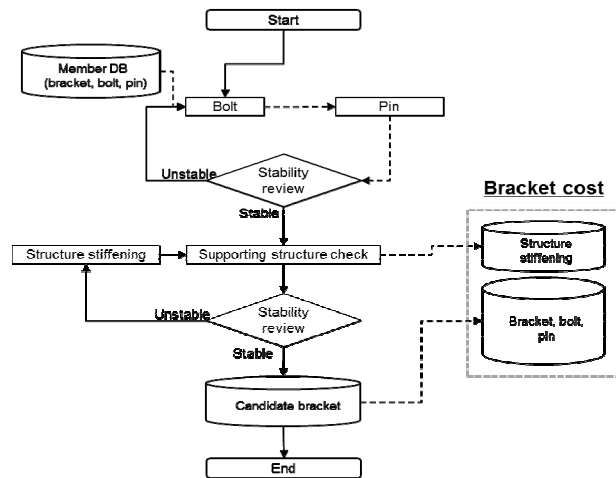 Start
Member DB
(bracket, bolt, pin)
Bolt
Pin
Unstable
Stability
review
Stable
Bracket cost
Structure stiffening
Supporting structure check
Structure
stiffening
Unstable
Stability
review
Stable
Bracket, bolt,
pin
Candidate bracket
End